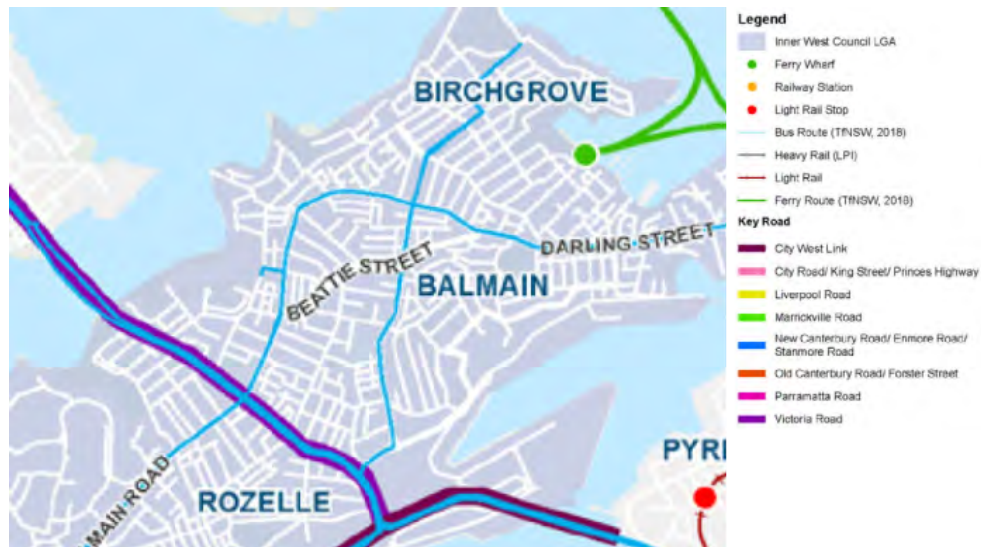 BIRCHGROVE
DARLING STREET
BEATTIE STREET
BALMAIN
MAIN ROAD
ROZELLE
PYR
Legend
Inner West Council LGA
Ferry Wharf
Railway Station
Light Rail Stop
Bus Route (TfNSW, 2018)
Heavy Rail (LPI)
Light Rail
Ferry Route (TfNSW, 2018)
Key Road
City West Link
City Road/ King Street/ Princes Highway
Liverpool Road
Marrickville Road
New Canterbury Road/ Enmore Road/
Stanmore Road
Old Canterbury Road/ Forster Street
Parramatta Road
Victoria Road